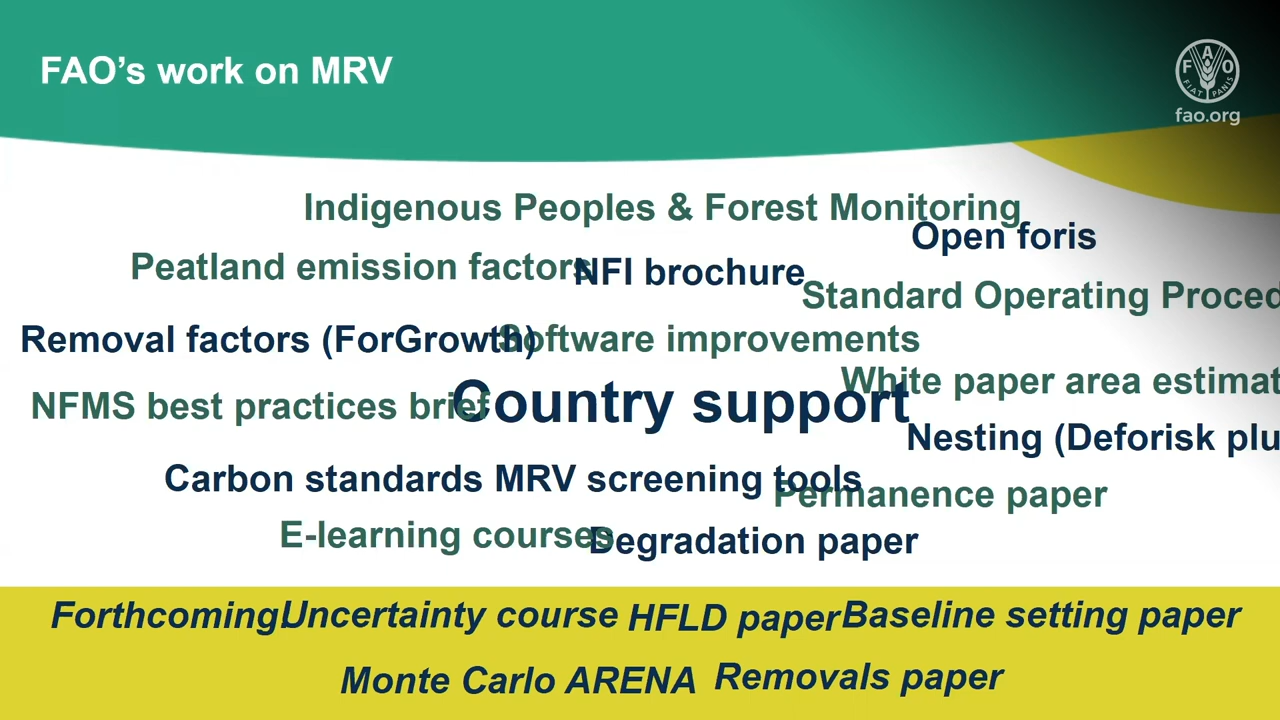 FAO's work on MRV
FAO
FIAT PANIS
fao.org
Indigenous Peoples & Forest Monitoring
Open foris
Peatland emission factors
NFI brochure
Standard Operating Proced
Removal factors (ForGrowth)
Software improvements
White paper area estimat
NFMS best practices brief
Country support
Nesting (Deforisk plu
Carbon standards MRV screening tools
Permanence paper
E-learning courses
Degradation paper
Forthcoming:
Uncertainty course
HFLD paper
Baseline setting paper
Monte Carlo ARENA
Removals paper